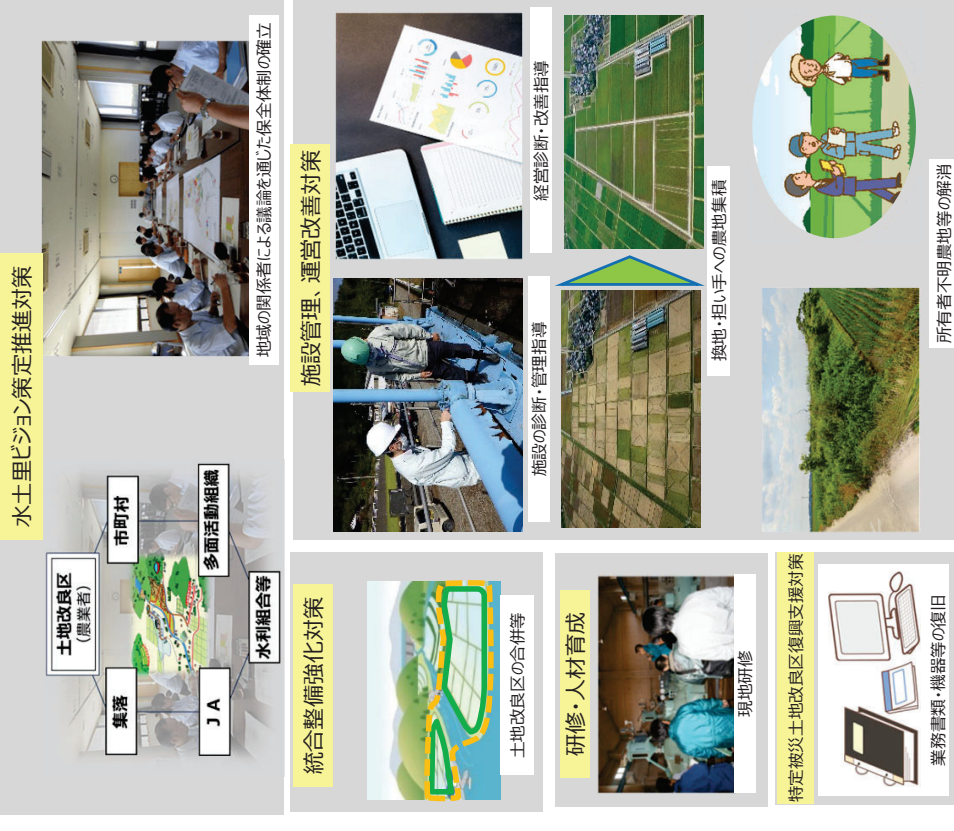 水土里ビジョン策定推進対策
土地改良区
(農業者)
集落
市町村
JA
多面活動組織
水利組合等
地域の関係者による議論を通じた保全体制の確立
統合整備強化対策
土地改良区の合併等
研修・人材育成
現地研修
特定被災土地改良区復興支援対策
業務書類・機器等の復旧
施設管理、運営改善対策
施設の診断・管理指導
経営診断・改善指導
換地・担い手への農地集積
所有者不明農地等の解消